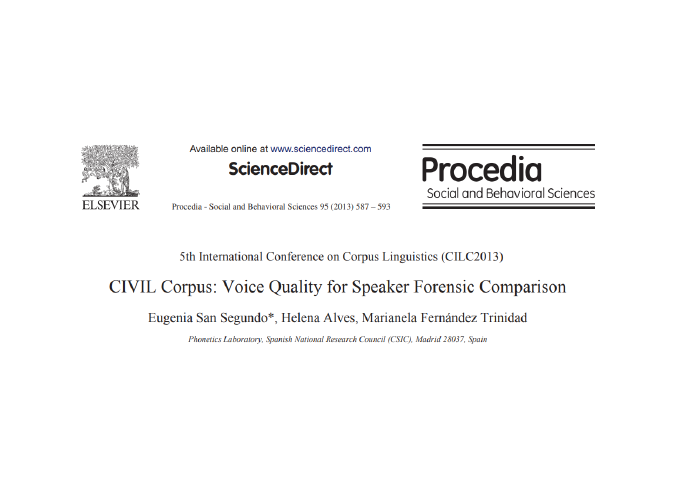 ELSEVIER
Available online at www.sciencedirect.com
ScienceDirect
Procedia - Social and Behavioral Sciences 95 (2013) 587 – 593
Procedia
Social and Behavioral Sciences
5th International Conference on Corpus Linguistics (CILC2013)
CIVIL Corpus: Voice Quality for Speaker Forensic Comparison
Eugenia San Segundo*, Helena Alves, Marianela Fernández Trinidad
Phonetics Laboratory, Spanish National Research Council (CSIC), Madrid 28037, Spain